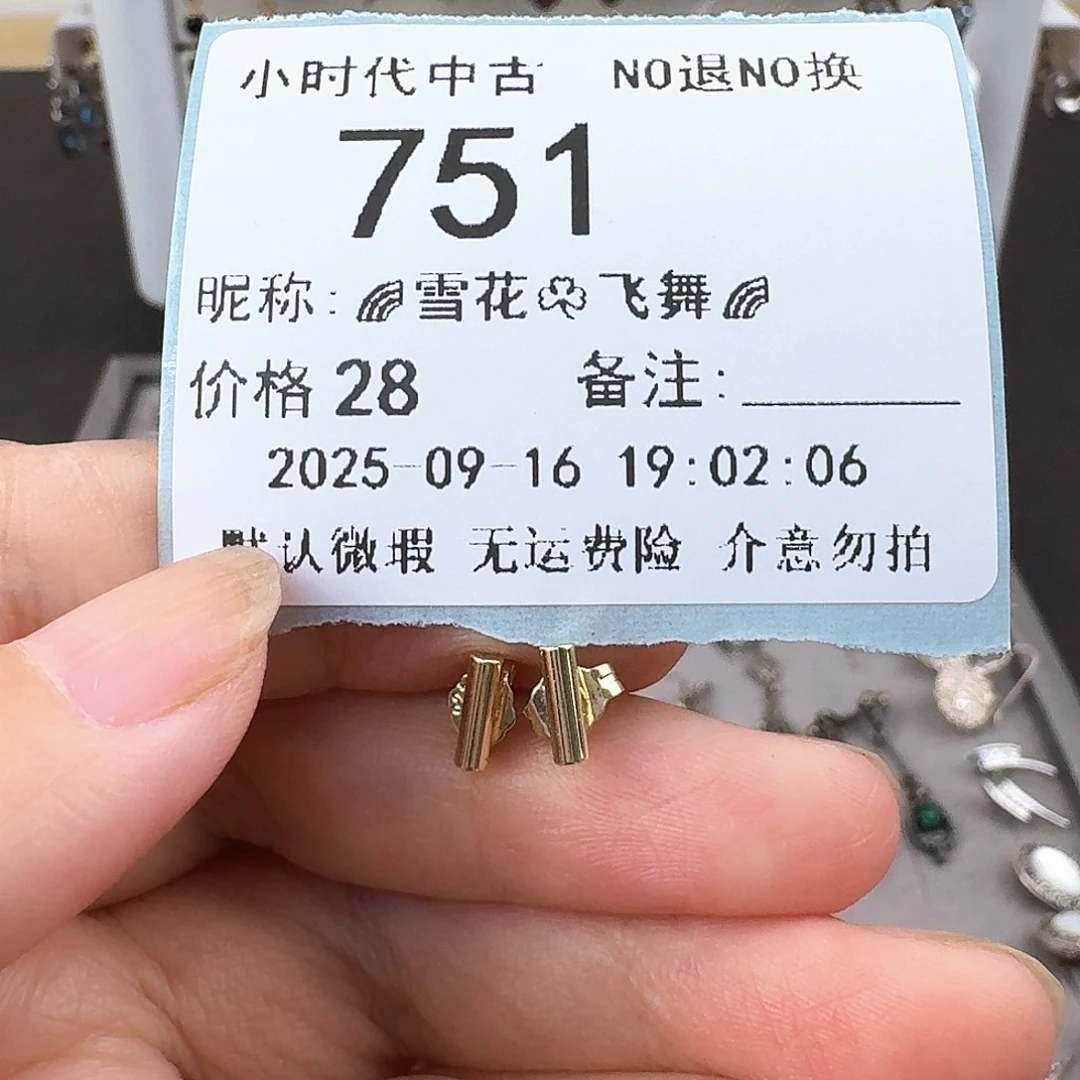 小时代中古 NO退NO换
751
昵称:🌈雪花☘飞舞🌈
价格 28 备注:________
2025-09-16 19:02:06
默认微瑕 无运费险 介意勿拍